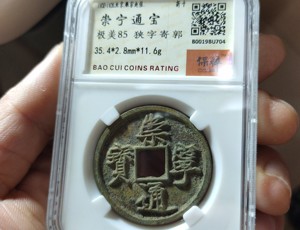 崇宁通宝
极美85 狭字寄郭
35.4*2.8mm*11.6g
B00198U704
BAO CUI COINS RATING
崇
寶 寧
通